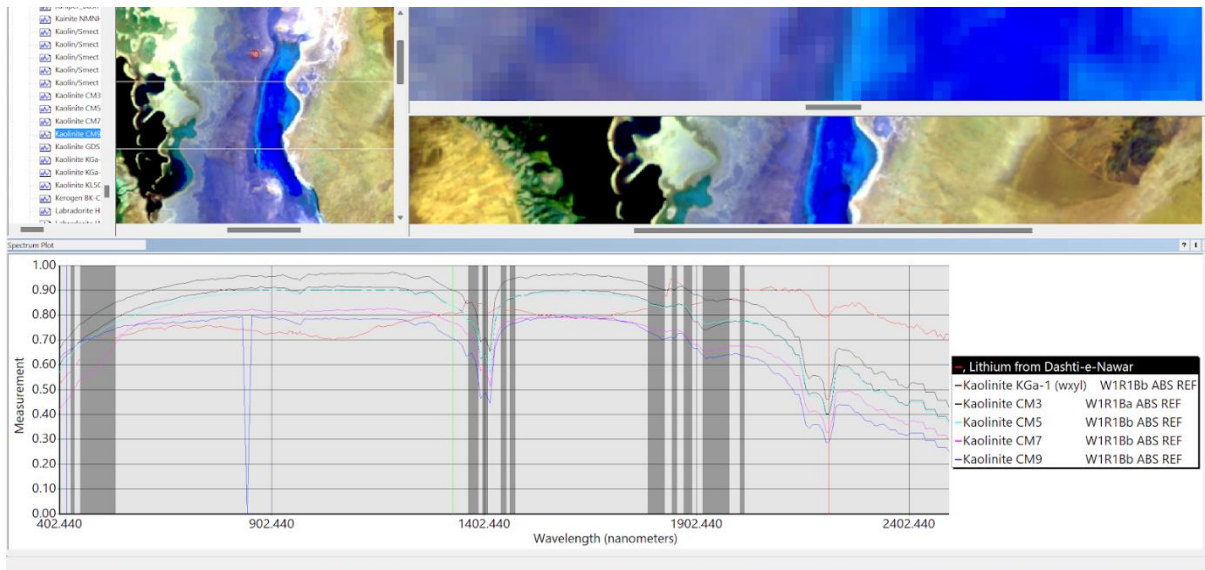 Kainite NMNH
Kaolin/Smect
Kaolin/Smect
Kaolin/Smect
Kaolin/Smect
Kaolin/Smect
Kaolinite CM3
Kaolinite CM5
Kaolinite CM7
Kaolinite CM9
Kaolinite GDS
Kaolinite KGa-
Kaolinite KGa-
Kaolinite KL50
Kerogen BK-C
Labradorite H
Spectrum Plot
1.00
0.90
0.80
0.70
0.60
0.50
0.40
0.30
0.20
0.10
0.00
Measurement
402.440 902.440 1402.440 1902.440 2402.440
Wavelength (nanometers)
, Lithium from Dashti-e-Nawar
Kaolinite KGa-1 (wxyl) W1R1Bb ABS REF
Kaolinite CM3 W1R1Ba ABS REF
Kaolinite CM5 W1R1Bb ABS REF
Kaolinite CM7 W1R1Bb ABS REF
Kaolinite CM9 W1R1Bb ABS REF